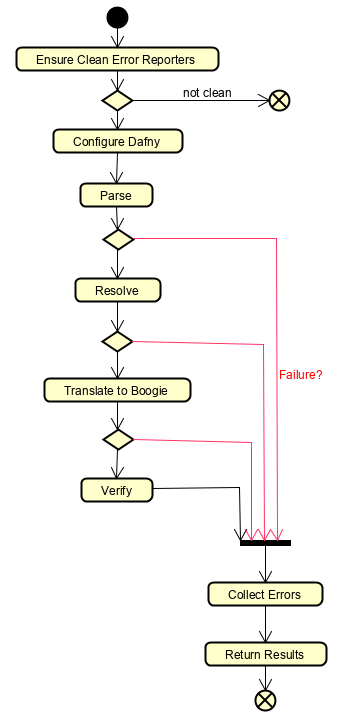 Ensure Clean Error Reporters
not clean
Configure Dafny
Parse
Resolve
Failure?
Translate to Boogie
Verify
Collect Errors
Return Results